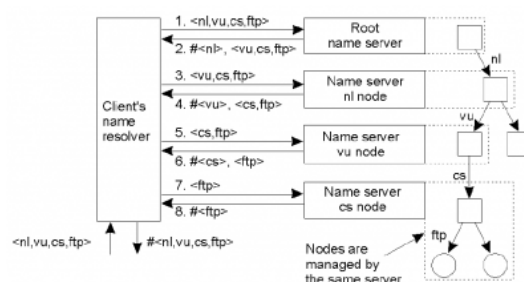 1. <nl,vu,cs,ftp>
2. #<nl>, <vu,cs,ftp>
Root
name server
nl
3. <vu,cs,ftp>
4. #<vu>, <cs,ftp>
Name server
nl node
Client's
name
resolver
vu
5. <cs,ftp>
6. #<cs>, <ftp>
Name server
vu node
cs
7. <ftp>
8. #<ftp>
Name server
cs node
ftp
<nl,vu,cs,ftp>
#<nl,vu,cs,ftp>
Nodes are
managed by
the same server